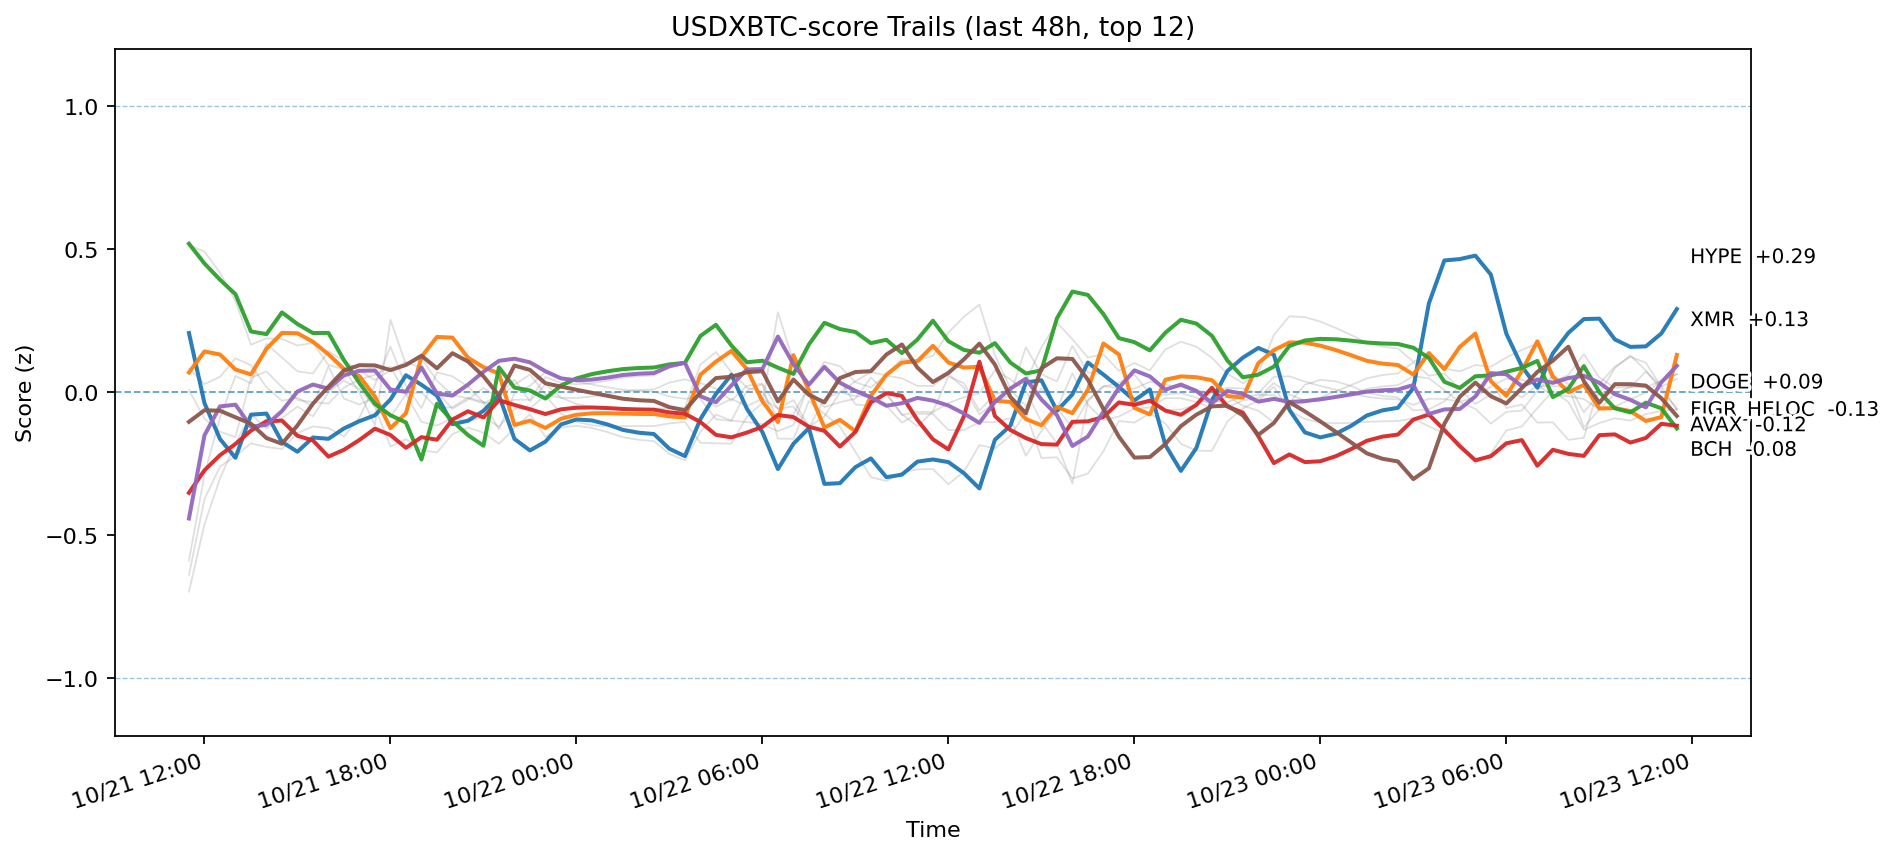 USDXBTC-score Trails (last 48h, top 12)
Score (z)
1.0
0.5
0.0
−0.5
−1.0
HYPE +0.29
XMR +0.13
DOGE +0.09
FIGR_HELOC -0.13
AVAX -0.12
BCH -0.08
10/21 12:00
10/21 18:00
10/22 00:00
10/22 06:00
10/22 12:00
10/22 18:00
10/23 00:00
10/23 06:00
10/23 12:00
Time